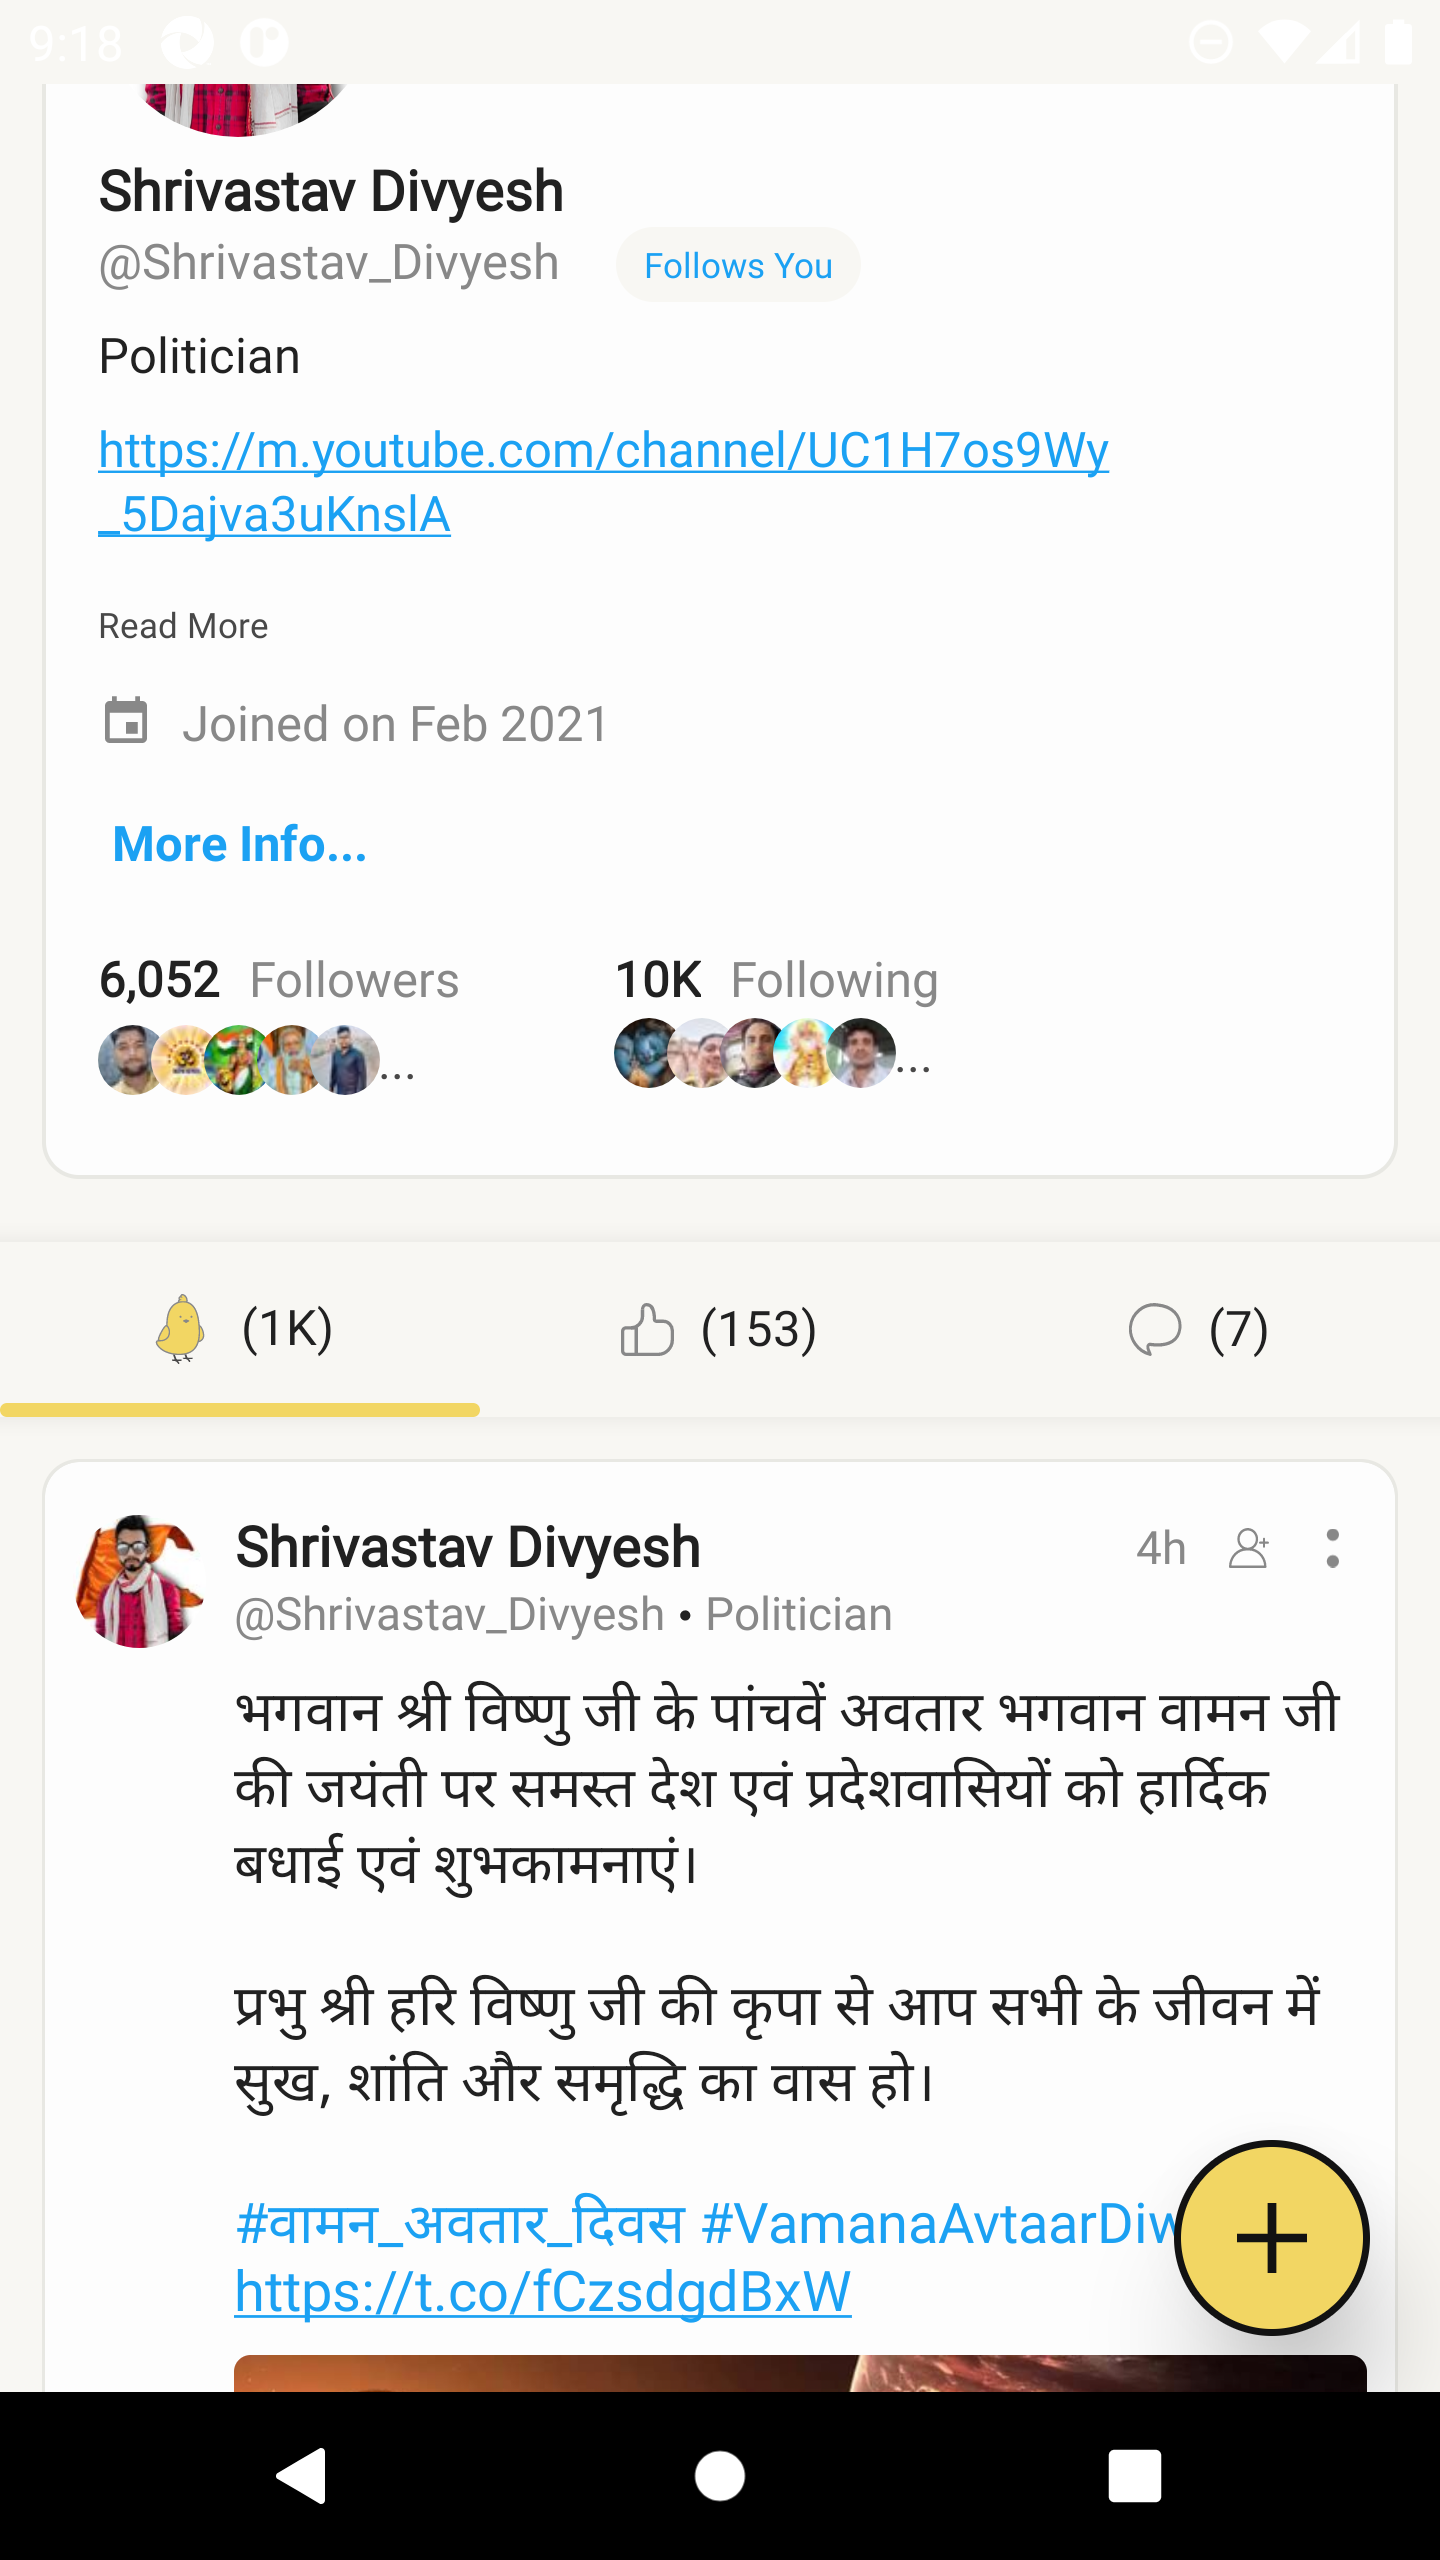 9:18
Shrivastav Divyesh
@Shrivastav_Divyesh Follows You
Politician
https://m.youtube.com/channel/UC1H7os9Wy
_5Dajva3uKnslA
Read More
Joined on Feb 2021
More Info...
6,052 Followers 10K Following
... ...
(1K) (153) (7)
Shrivastav Divyesh 4h
@Shrivastav_Divyesh • Politician
भगवान श्री विष्णु जी के पांचवें अवतार भगवान वामन जी
की जयंती पर समस्त देश एवं प्रदेशवासियों को हार्दिक
बधाई एवं शुभकामनाएं।
प्रभु श्री हरि विष्णु जी की कृपा से आप सभी के जीवन में
सुख, शांति और समृद्धि का वास हो।
#वामन_अवतार_दिवस
https://t.co/fCzsdgdBxW